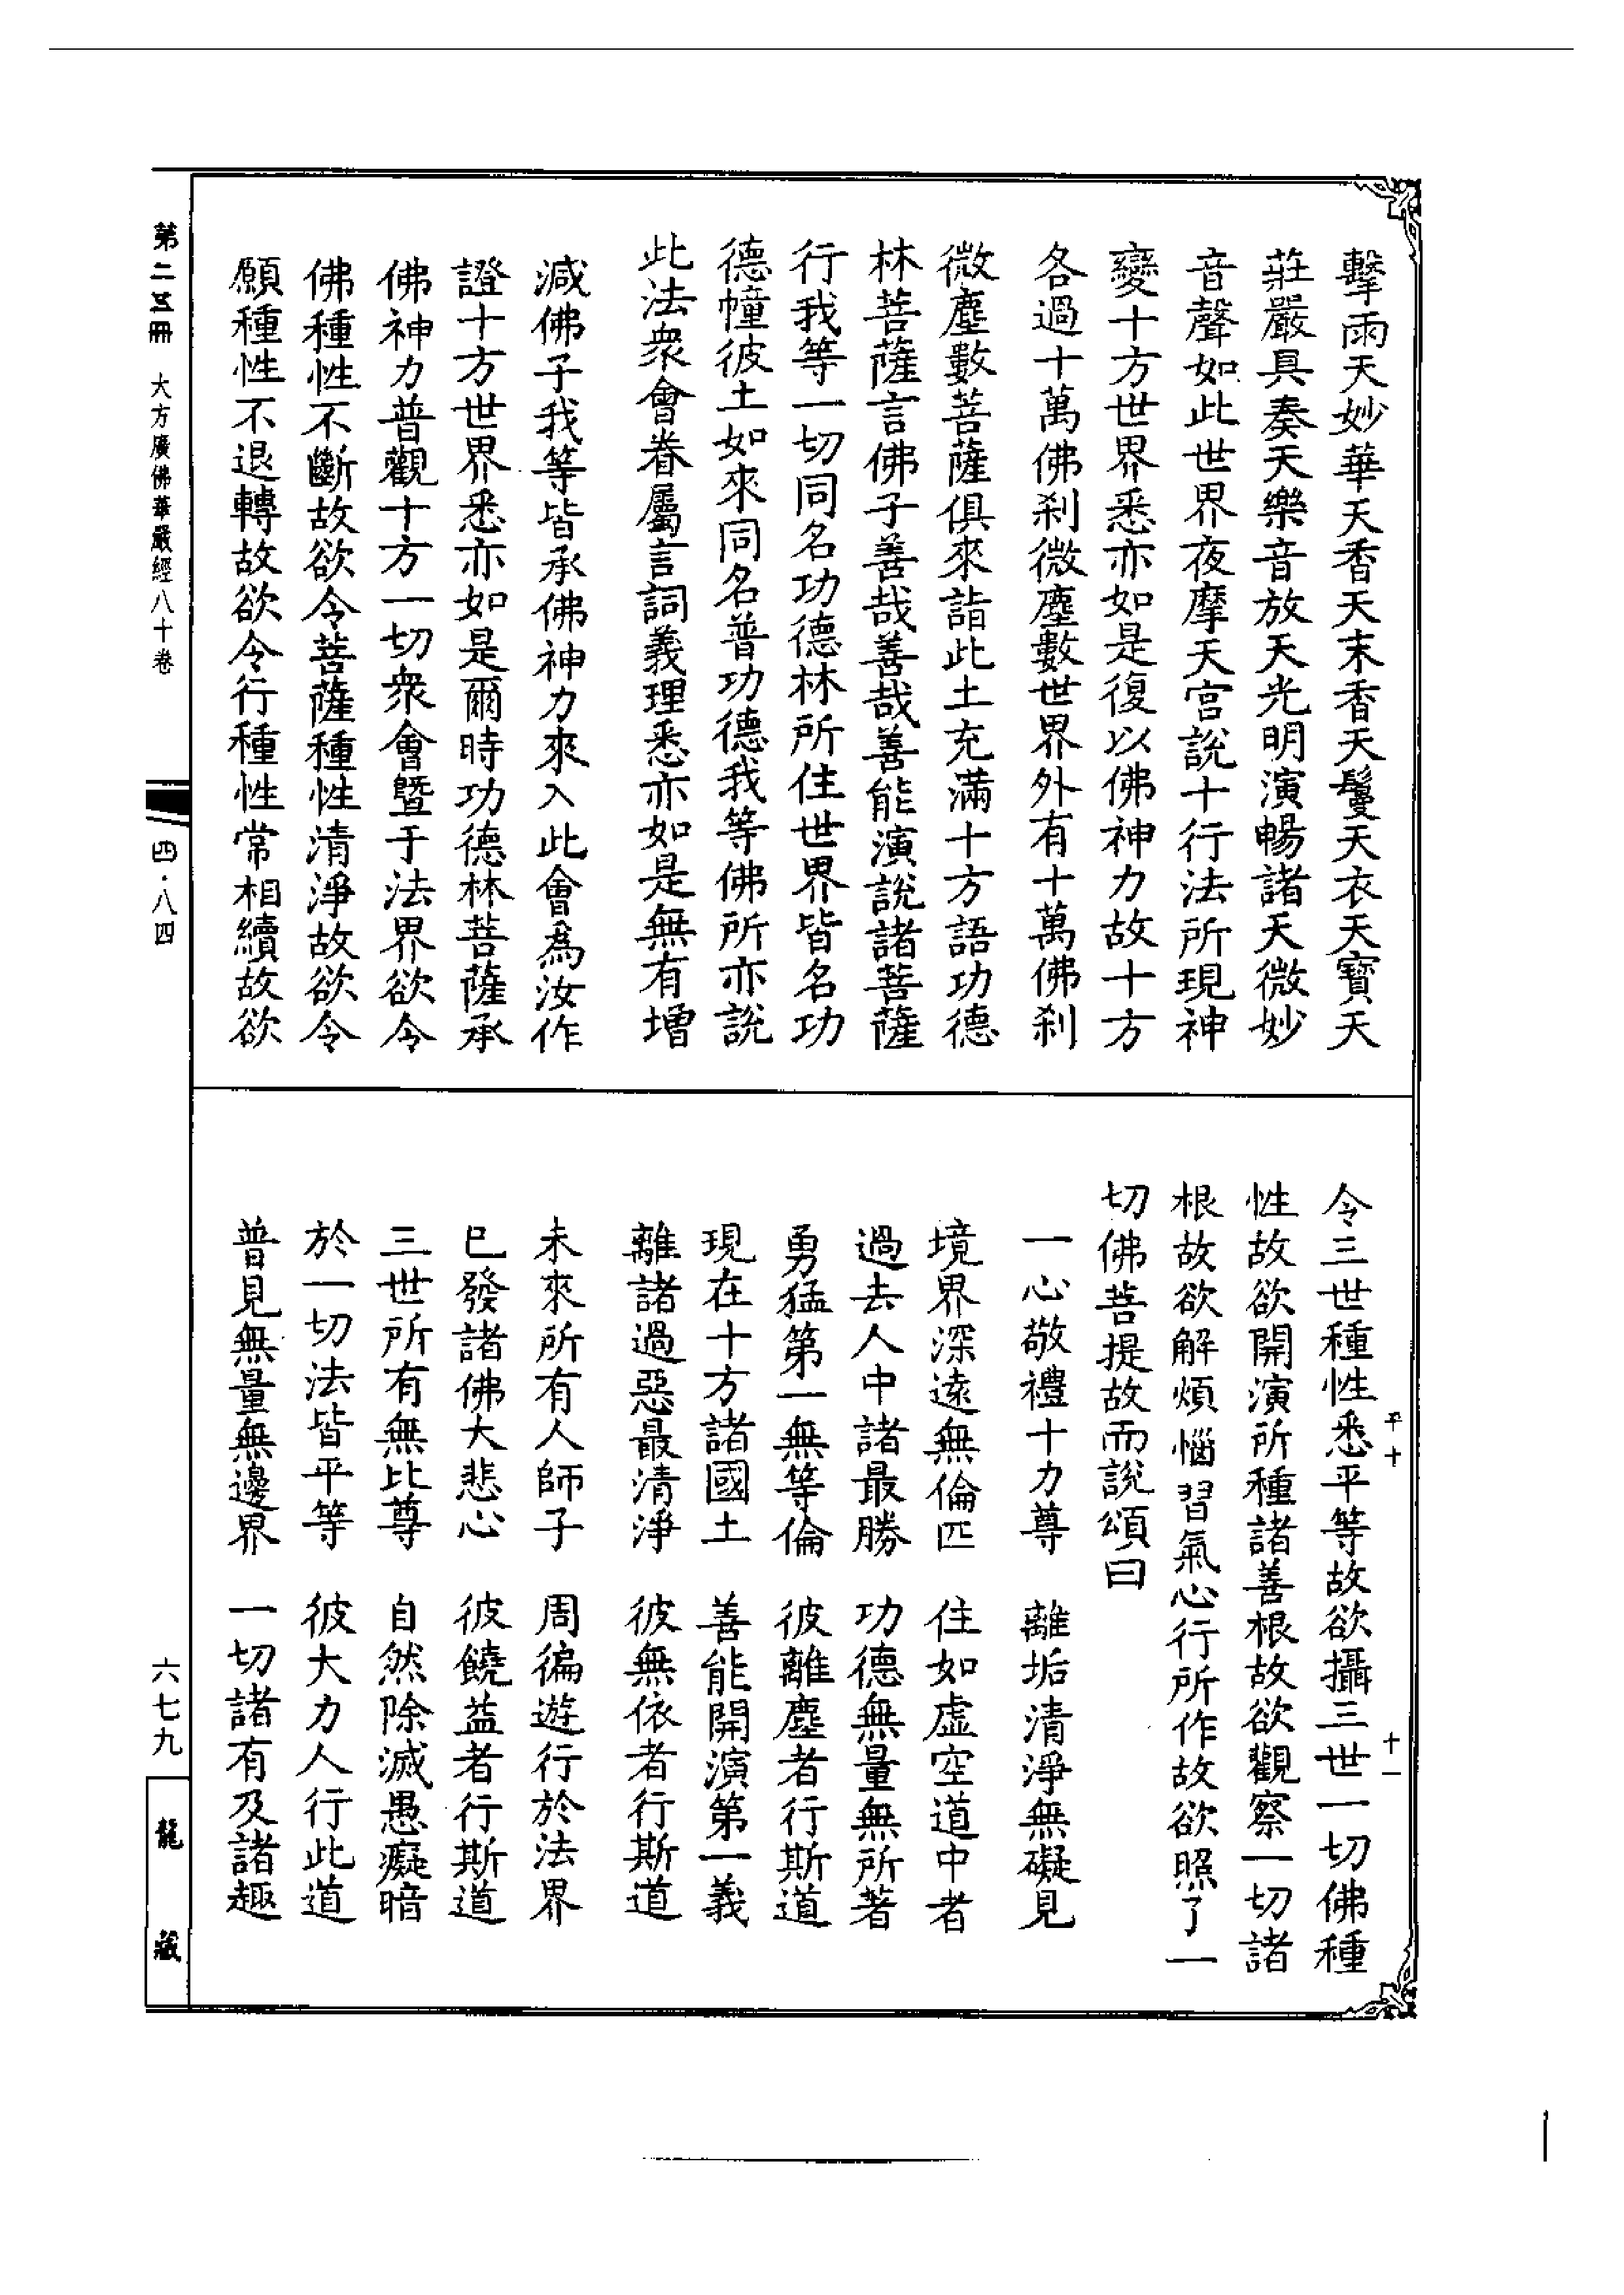 擊雨天妙華天香天末香天鬘天衣天寶天
莊嚴具奏天樂音放天光明演暢諸天微妙
音聲如此世界夜摩天宮說十行法所現神
變十方世界悉亦如是復以佛神力故十方
各過十萬佛剎微塵數世界外有十萬佛剎
微塵數菩薩俱來詣此土充滿十方語功德
林菩薩言佛子善哉善哉善能演說諸菩薩
行我等一切同名功德林所住世界皆名功
德幢彼土如來同名普功德我等佛所亦說
此法眾會眷屬言詞義理悉亦如是無有增
減佛子我等皆承佛神力來入此會為汝作
證十方世界悉亦如是爾時功德林菩薩承
佛神力普觀十方一切眾會暨于法界欲令
佛種性不斷故欲令菩薩種性清淨故欲令
願種性不退轉故欲令行種性常相續故欲
令三世種性悉平等故欲攝三世一切佛種
性故欲開演所種諸善根故欲觀察一切諸
根故欲解煩惱習氣心行所作故欲照了一
切佛菩提故而說頌曰
一心敬禮十力尊　離垢清淨無礙見
境界深遠無倫匹　住如虛空道中者
過去人中諸最勝　功德無量無所著
勇猛第一無等倫　彼離塵者行斯道
現在十方諸國土　善能開演第一義
離諸過惡最清淨　彼無依者行斯道
未來所有人師子　周徧遊行於法界
已發諸佛大悲心　彼饒益者行斯道
三世所有無比尊　自然除滅愚癡暗
於一切法皆平等　彼大力人行此道
普見無量無邊界　一切諸有及諸趣
平十　十一
第二三冊　大方廣佛華嚴經八十卷　四·八四　六七九　龍藏